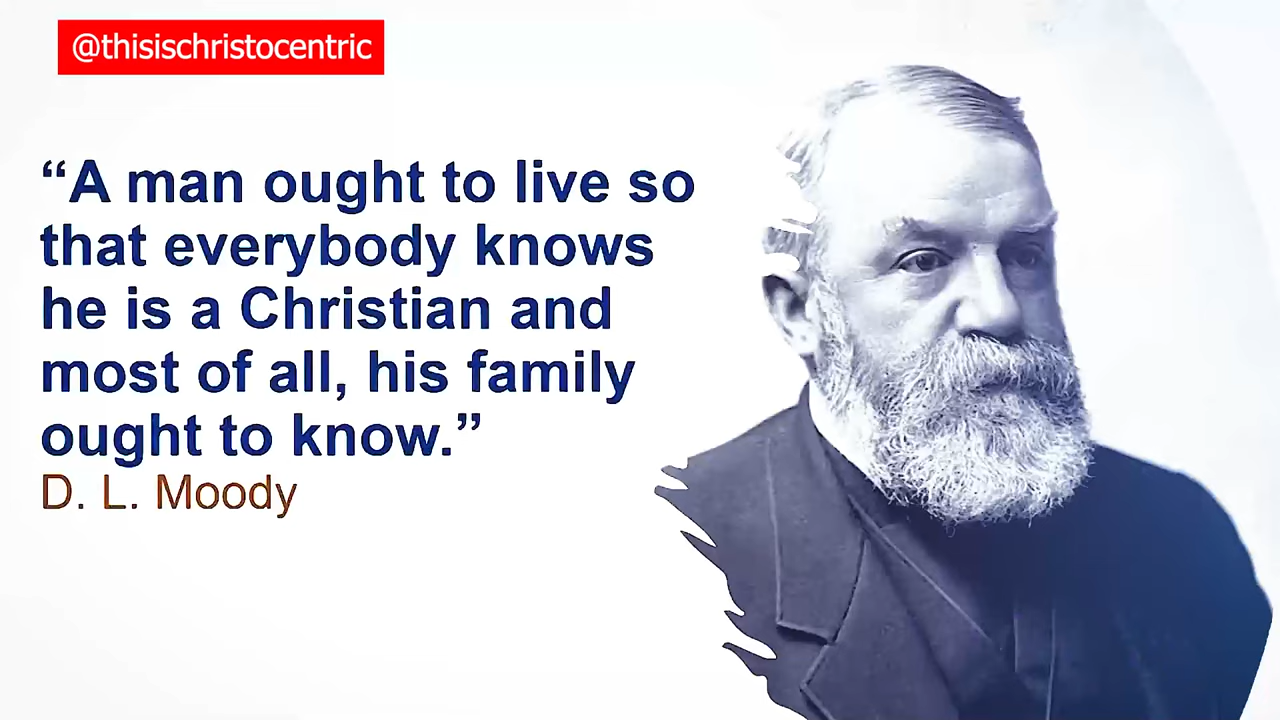 @thisischristocentric
“A man ought to live so
that everybody knows
he is a Christian and
most of all, his family
ought to know.”
D. L. Moody